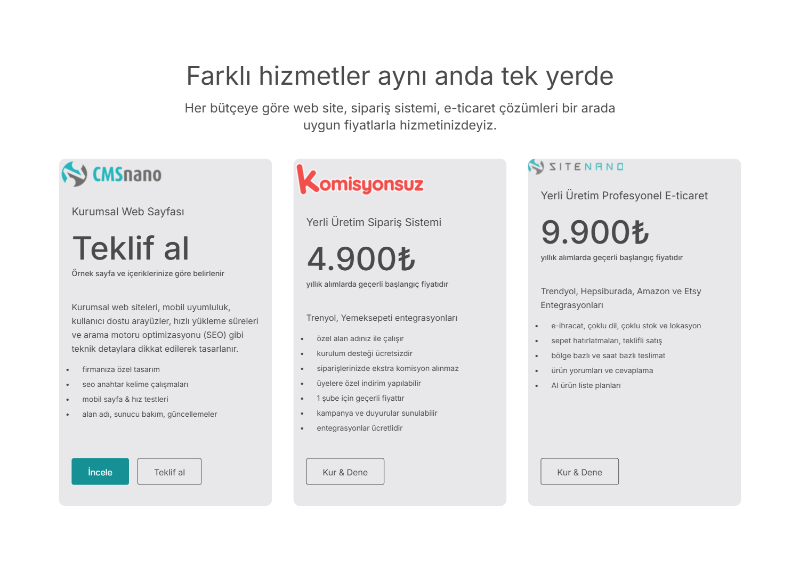 Farklı hizmetler aynı anda tek yerde
Her bütçeye göre web site, sipariş sistemi, e-ticaret çözümleri bir arada
uygun fiyatlarla hizmetinizdeyiz.
CMSnano
Kurumsal Web Sayfası
Teklif al
Örnek sayfa ve içeriklerinize göre belirlenir
Kurumsal web siteleri, mobil uyumluluk,
kullanıcı dostu arayüzler, hızlı yükleme süreleri
ve arama motoru optimizasyonu (SEO) gibi
teknik detaylara dikkat edilerek tasarlanır.
• firmanıza özel tasarım
• seo anahtar kelime çalışmaları
• mobil sayfa & hız testleri
• alan adı, sunucu bakım, güncellemeler
İncele
Teklif al
Komisyonsuz
Yerli Üretim Sipariş Sistemi
4.900₺
yıllık alımlarda geçerli başlangıç fiyatıdır
Trenyol, Yemeksepeti entegrasyonları
• özel alan adınız ile çalışır
• kurulum desteği ücretsizdir
• siparişlerinizde ekstra komisyon alınmaz
• üyelere özel indirim yapılabilir
• 1 şube için geçerli fiyattır
• kampanya ve duyurular sunulabilir
• entegrasyonlar ücretlidir
Kur & Dene
SITENANO
Yerli Üretim Profesyonel E-ticaret
9.900₺
yıllık alımlarda geçerli başlangıç fiyatıdır
Trendyol, Hepsiburada, Amazon ve Etsy
Entegrasyonları
• e-ihracat, çoklu dil, çoklu stok ve lokasyon
• sepet hatırlatmaları, teklifli satış
• bölge bazlı ve saat bazlı teslimat
• ürün yorumları ve cevaplama
• AI ürün liste planları
Kur & Dene